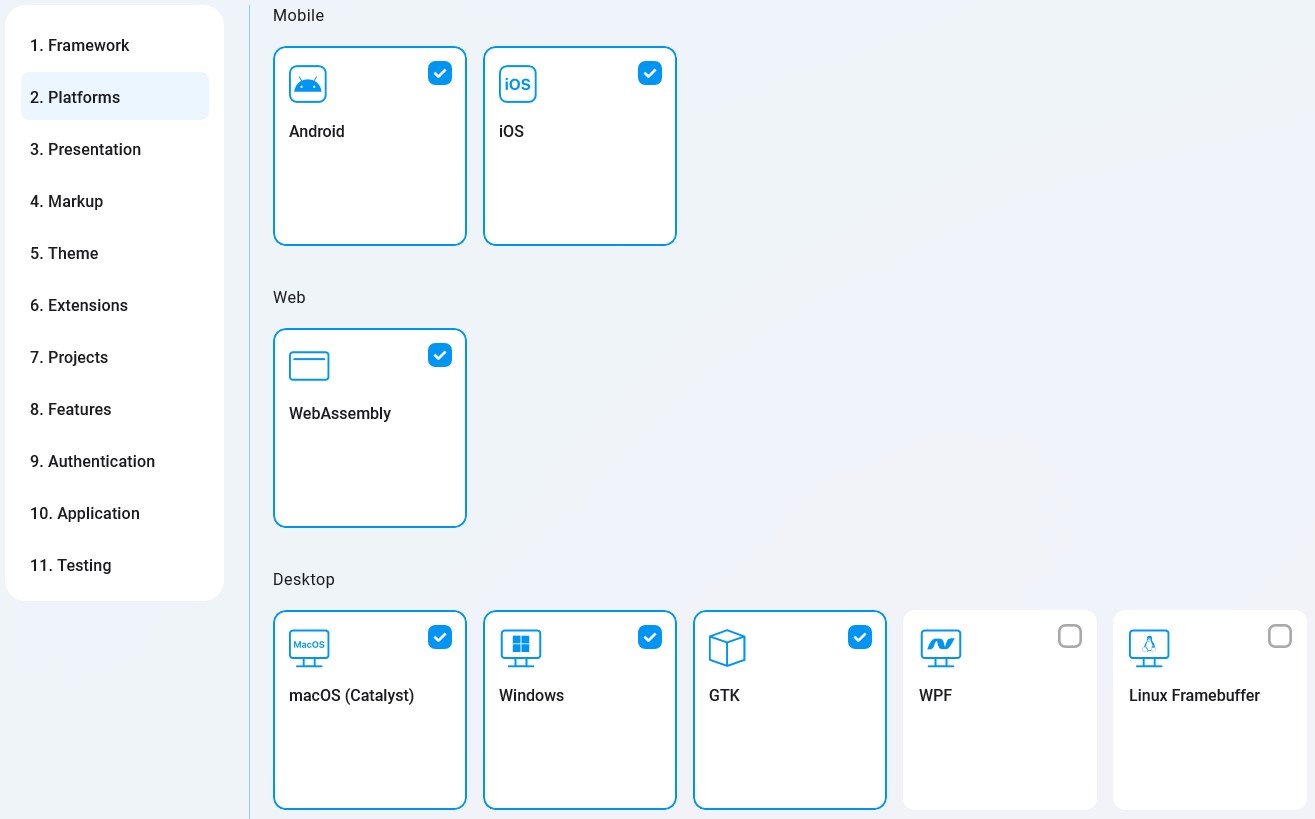 1. Framework
2. Platforms
3. Presentation
4. Markup
5. Theme
6. Extensions
7. Projects
8. Features
9. Authentication
10. Application
11. Testing
Mobile
iOS
Android
iOS
Web
WebAssembly
Desktop
MacOS
macOS (Catalyst)
Windows
GTK
WPF
Linux Framebuffer